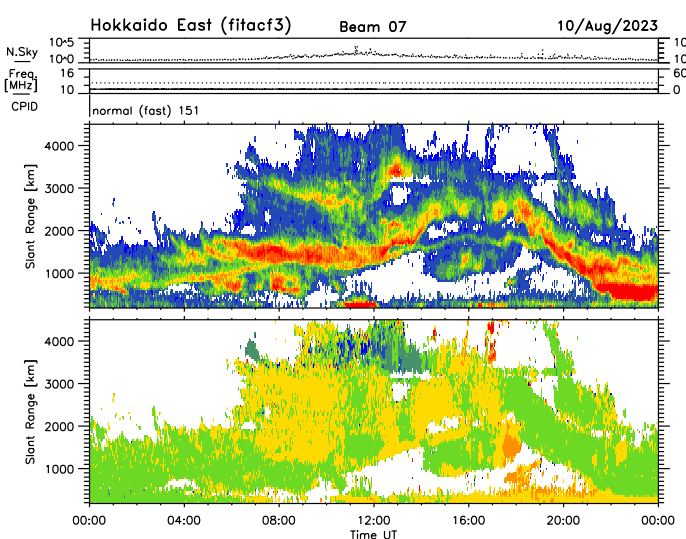 Hokkaido East (fitacf3) Beam 07 10/Aug/2023
N.Sky 10^5 10^0 10 10
Freq. [MHz] 16 10 60 0
CPID normal (fast) 151
Slant Range [km] 4000 3000 2000 1000
Slant Range [km] 4000 3000 2000 1000
00:00 04:00 08:00 12:00 16:00 20:00 00:00
Time UT